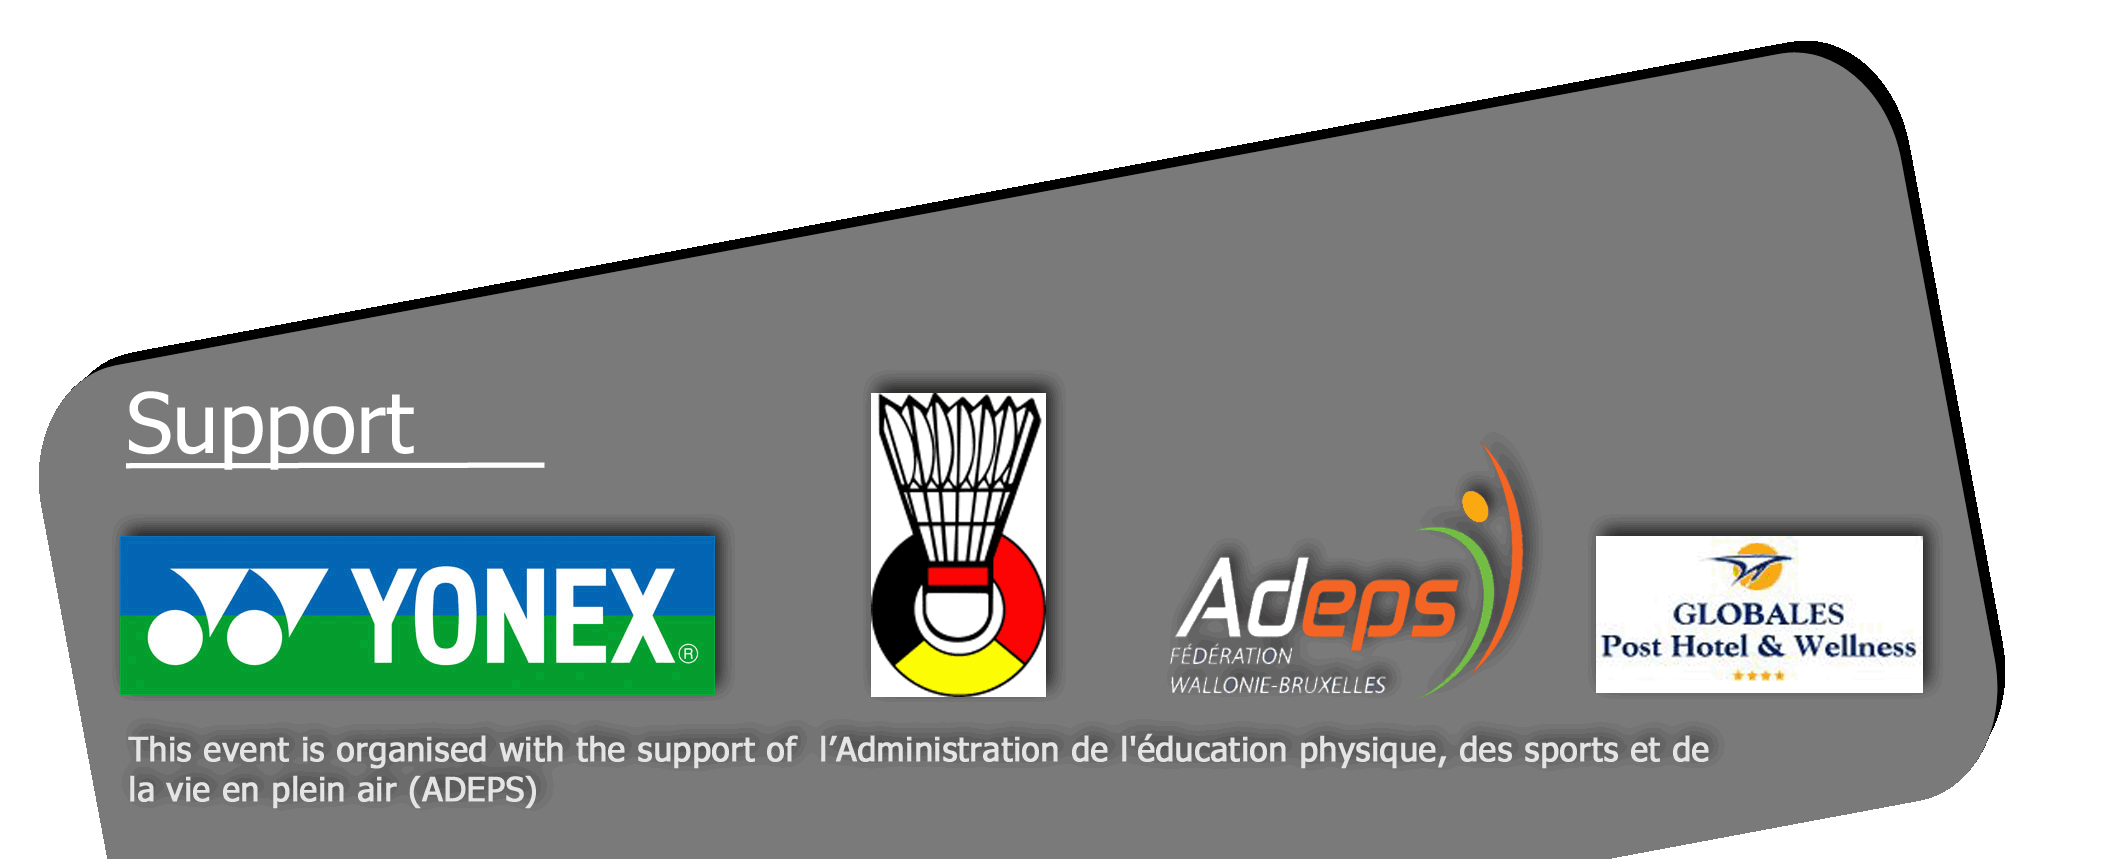 Support
YONEX®
Adeps
FÉDÉRATION
WALLONIE-BRUXELLES
GLOBALES
Post Hotel & Wellness
This event is organised with the support of  l’Administration de l'éducation physique, des sports et de
la vie en plein air (ADEPS)